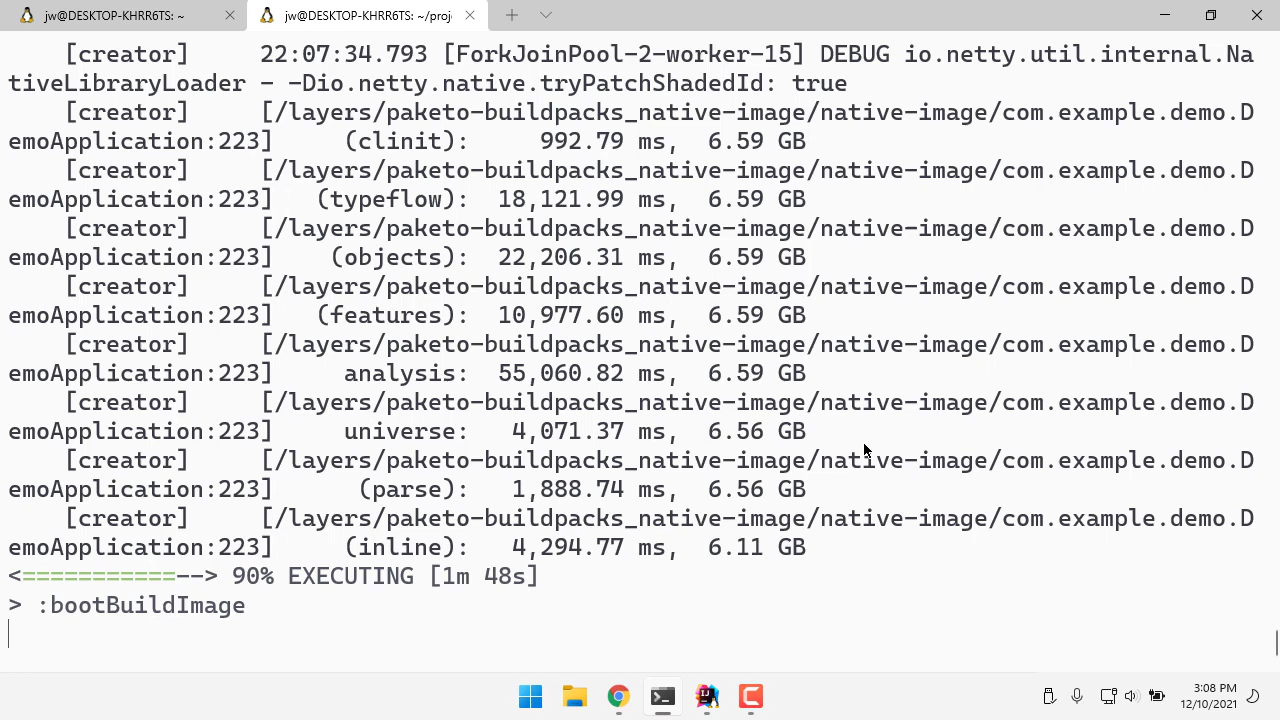 jw@DESKTOP-KHRR6TS: ~
jw@DESKTOP-KHRR6TS: ~/proj
[creator]     22:07:34.793 [ForkJoinPool-2-worker-15] DEBUG io.netty.util.internal.Na
tiveLibraryLoader - -Dio.netty.native.tryPatchShadedId: true
[creator]     [/layers/paketo-buildpacks_native-image/native-image/com.example.demo.D
emoApplication:223]     (clinit):     992.79 ms,  6.59 GB
[creator]     [/layers/paketo-buildpacks_native-image/native-image/com.example.demo.D
emoApplication:223]   (typeflow):  18,121.99 ms,  6.59 GB
[creator]     [/layers/paketo-buildpacks_native-image/native-image/com.example.demo.D
emoApplication:223]    (objects):  22,206.31 ms,  6.59 GB
[creator]     [/layers/paketo-buildpacks_native-image/native-image/com.example.demo.D
emoApplication:223]   (features):  10,977.60 ms,  6.59 GB
[creator]     [/layers/paketo-buildpacks_native-image/native-image/com.example.demo.D
emoApplication:223]     analysis:  55,060.82 ms,  6.59 GB
[creator]     [/layers/paketo-buildpacks_native-image/native-image/com.example.demo.D
emoApplication:223]     universe:   4,071.37 ms,  6.56 GB
[creator]     [/layers/paketo-buildpacks_native-image/native-image/com.example.demo.D
emoApplication:223]      (parse):   1,888.74 ms,  6.56 GB
[creator]     [/layers/paketo-buildpacks_native-image/native-image/com.example.demo.D
emoApplication:223]     (inline):   4,294.77 ms,  6.11 GB
<===========--> 90% EXECUTING [1m 48s]
> :bootBuildImage
3:08 PM
12/10/2021